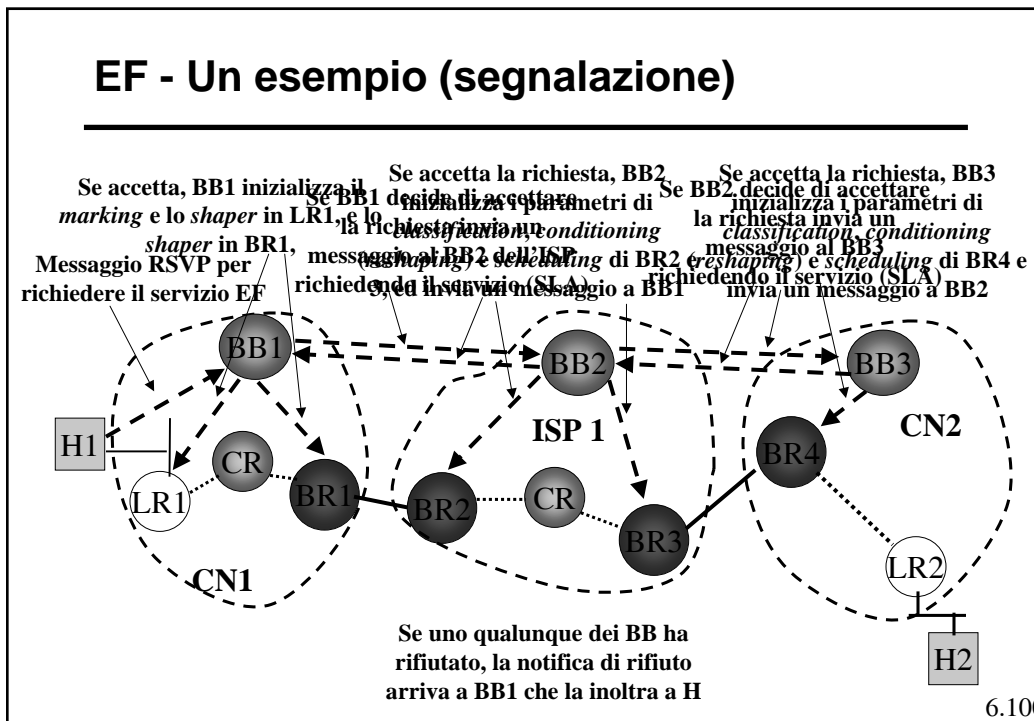 EF - Un esempio (segnalazione)
Se accetta, BB1 inizializza il
marking e lo shaper in LR1, e lo
shaper in BR1,
Messaggio RSVP per
richiedere il servizio EF
Se BB1 decide di accettare
la richiesta invia un
messaggio al BB2 dell'ISP
richiedendo il servizio (SLA)
Se accetta la richiesta, BB2
inizializza i parametri di
classification, conditioning
(reshaping) e scheduling di BR2 e
3, ed invia un messaggio a BB1
Se BB2 decide di accettare
la richiesta invia un
messaggio al BB3
richiedendo il servizio (SLA)
Se accetta la richiesta, BB3
inizializza i parametri di
classification, conditioning
(reshaping) e scheduling di BR4 e
invia un messaggio a BB2
BB1
BB2
BB3
H1
ISP 1
CN2
CR
BR4
LR1
BR1
BR2
CR
BR3
CN1
LR2
H2
Se uno qualunque dei BB ha
rifiutato, la notifica di rifiuto
arriva a BB1 che la inoltra a H